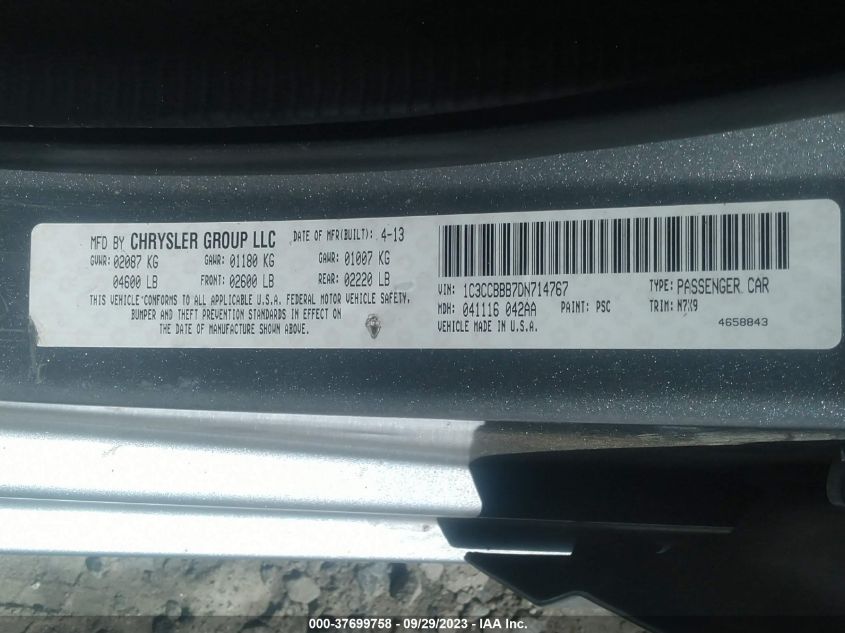 MFD BY CHRYSLER GROUP LLC DATE OF MFR(BUILT): 4-13
GVWR: 02087 KG GAWR: 01180 KG GAWR: 01007 KG
04600 LB FRONT: 02600 LB REAR: 02220 LB
THIS VEHICLE CONFORMS TO ALL APPLICABLE U.S.A. FEDERAL MOTOR VEHICLE SAFETY,
BUMPER AND THEFT PREVENTION STANDARDS IN EFFECT ON
THE DATE OF MANUFACTURE SHOWN ABOVE.
VIN: 1C3CCBBB7DN714767 TYPE: PASSENGER CAR
MDH: 041116 042AA PAINT: PSC TRIM: N7X9
VEHICLE MADE IN U.S.A. 4658843
000-37699758 - 09/29/2023 - IAA Inc.